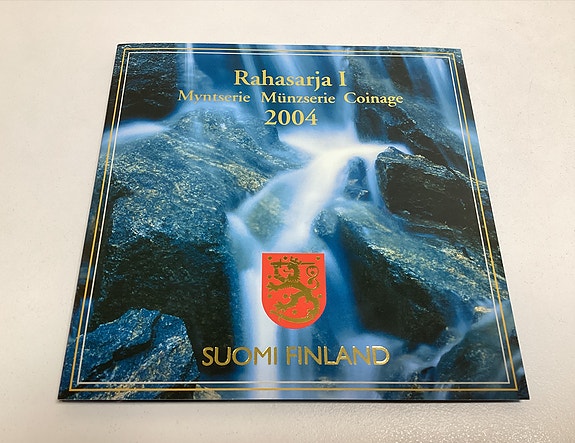 Rahasarja I
Myntserie Münzserie Coinage
2004
SUOMI FINLAND